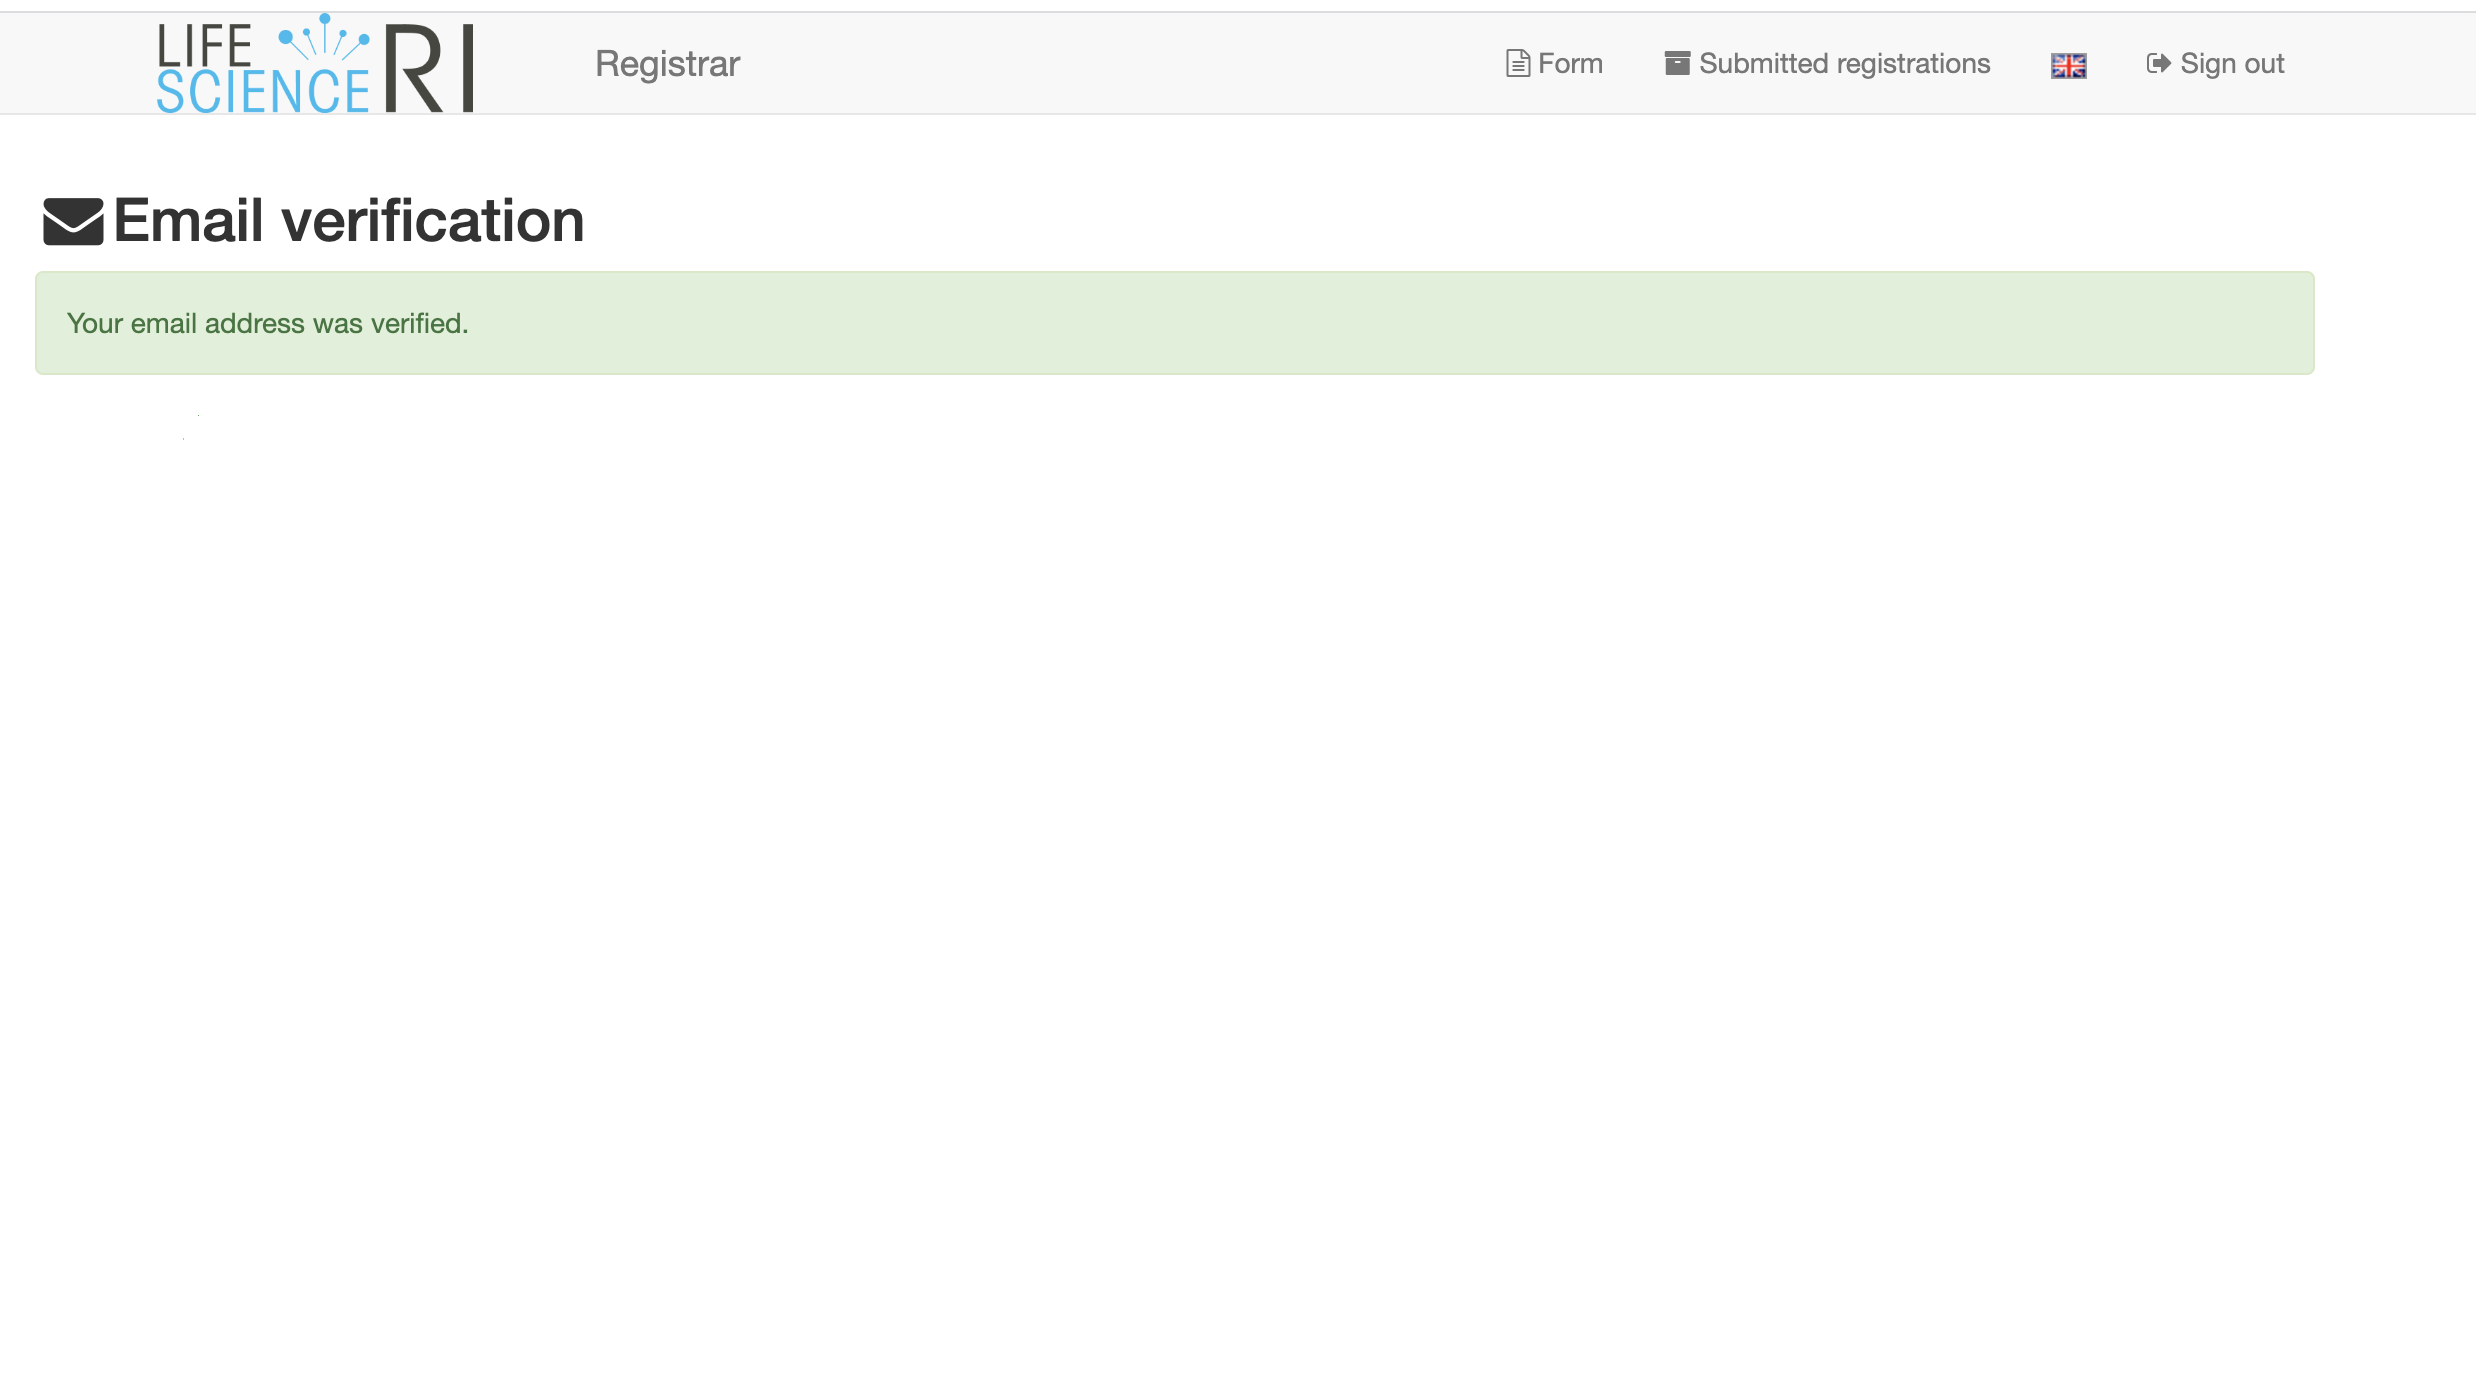 LIFE
SCIENCE RI
Registrar
Form
Submitted registrations
Sign out
Email verification
Your email address was verified.